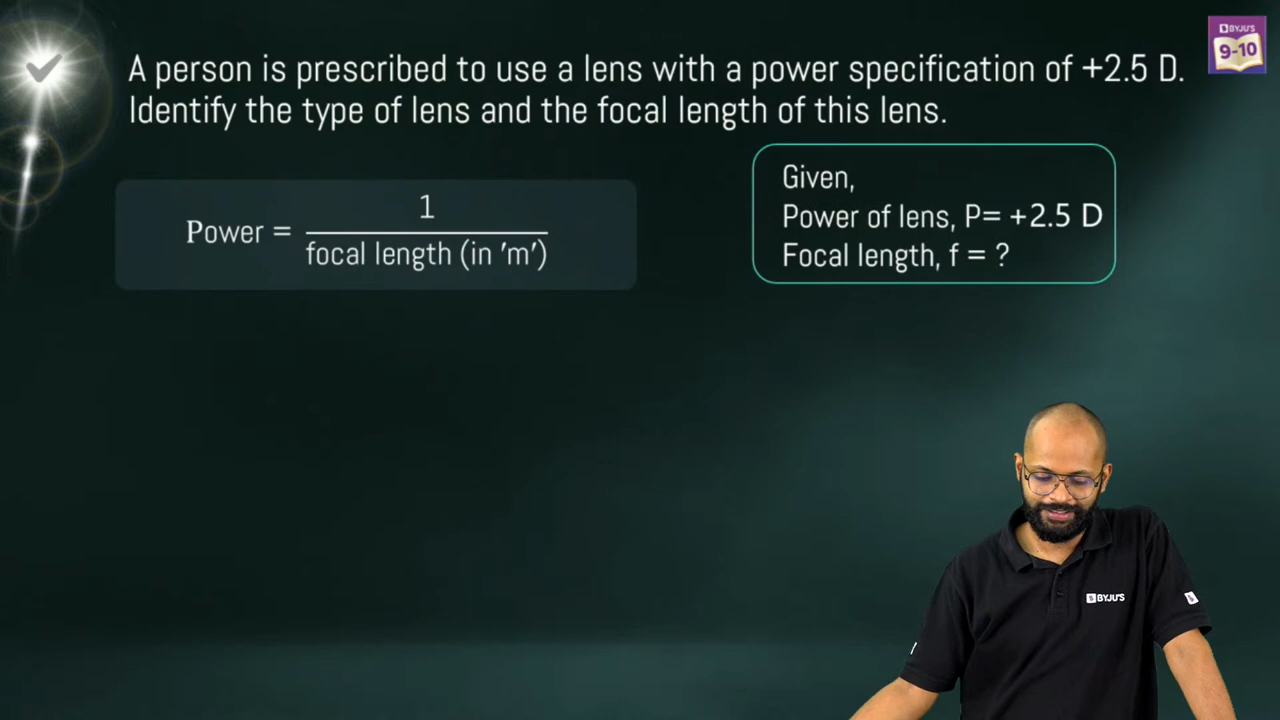 BYJU'S
9-10
A person is prescribed to use a lens with a power specification of +2.5 D.
Identify the type of lens and the focal length of this lens.
Power = 1
focal length (in 'm')
Given,
Power of lens, P= +2.5 D
Focal length, f = ?
BYJU'S